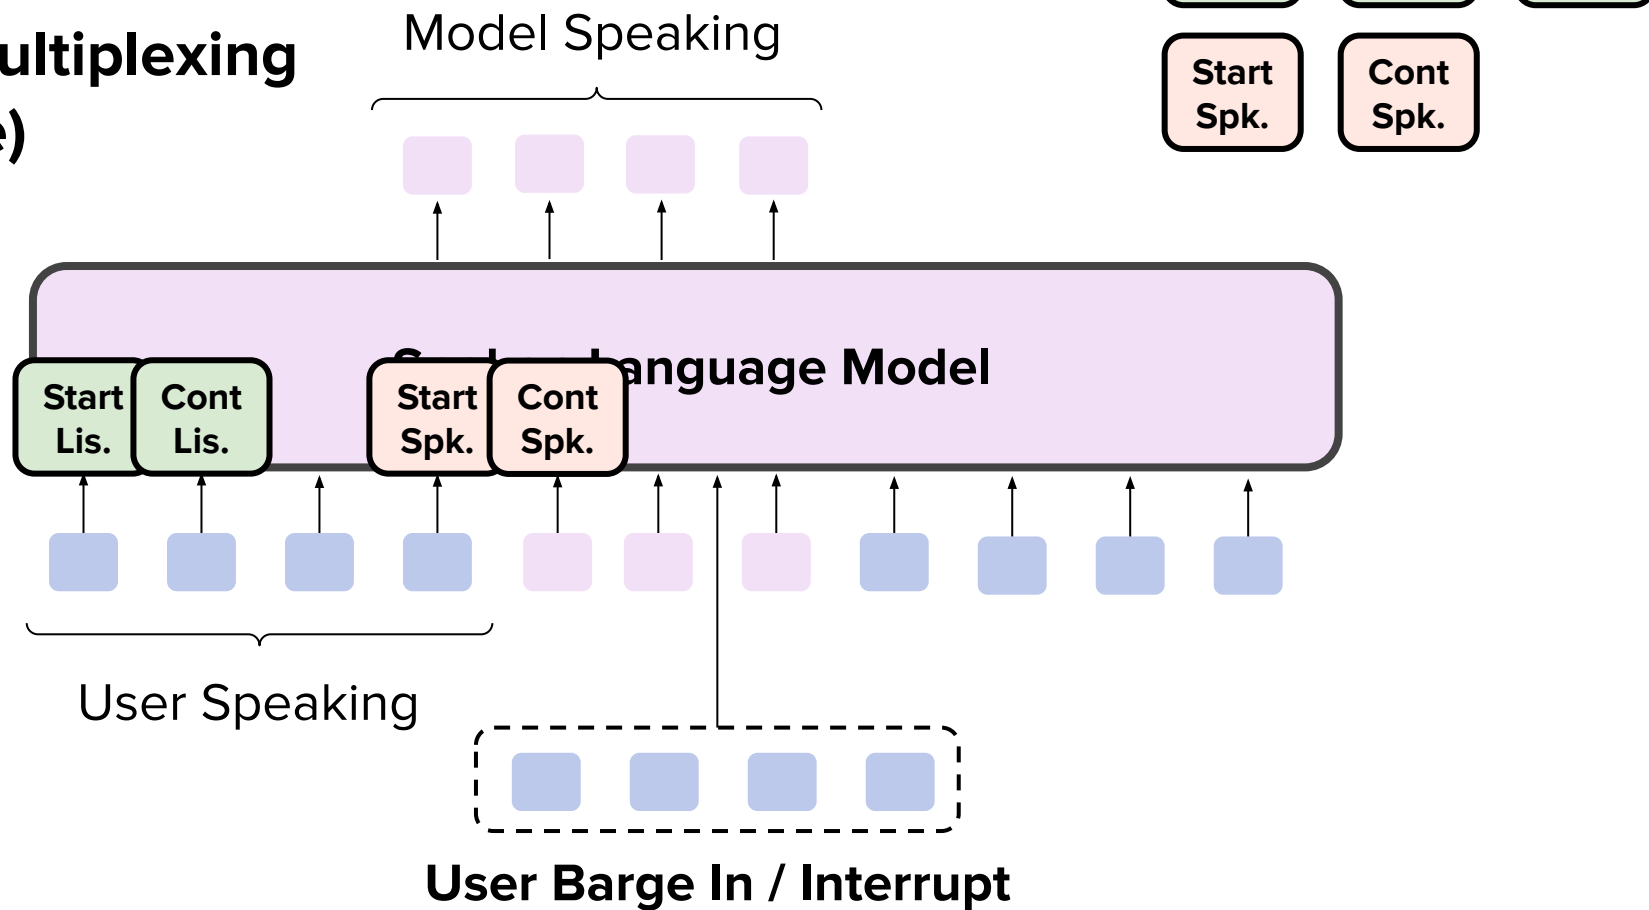 ultiplexing
e)
Model Speaking
Start
Spk.
Cont
Spk.
anguage Model
Start
Lis.
Cont
Lis.
Start
Spk.
Cont
Spk.
User Speaking
User Barge In / Interrupt